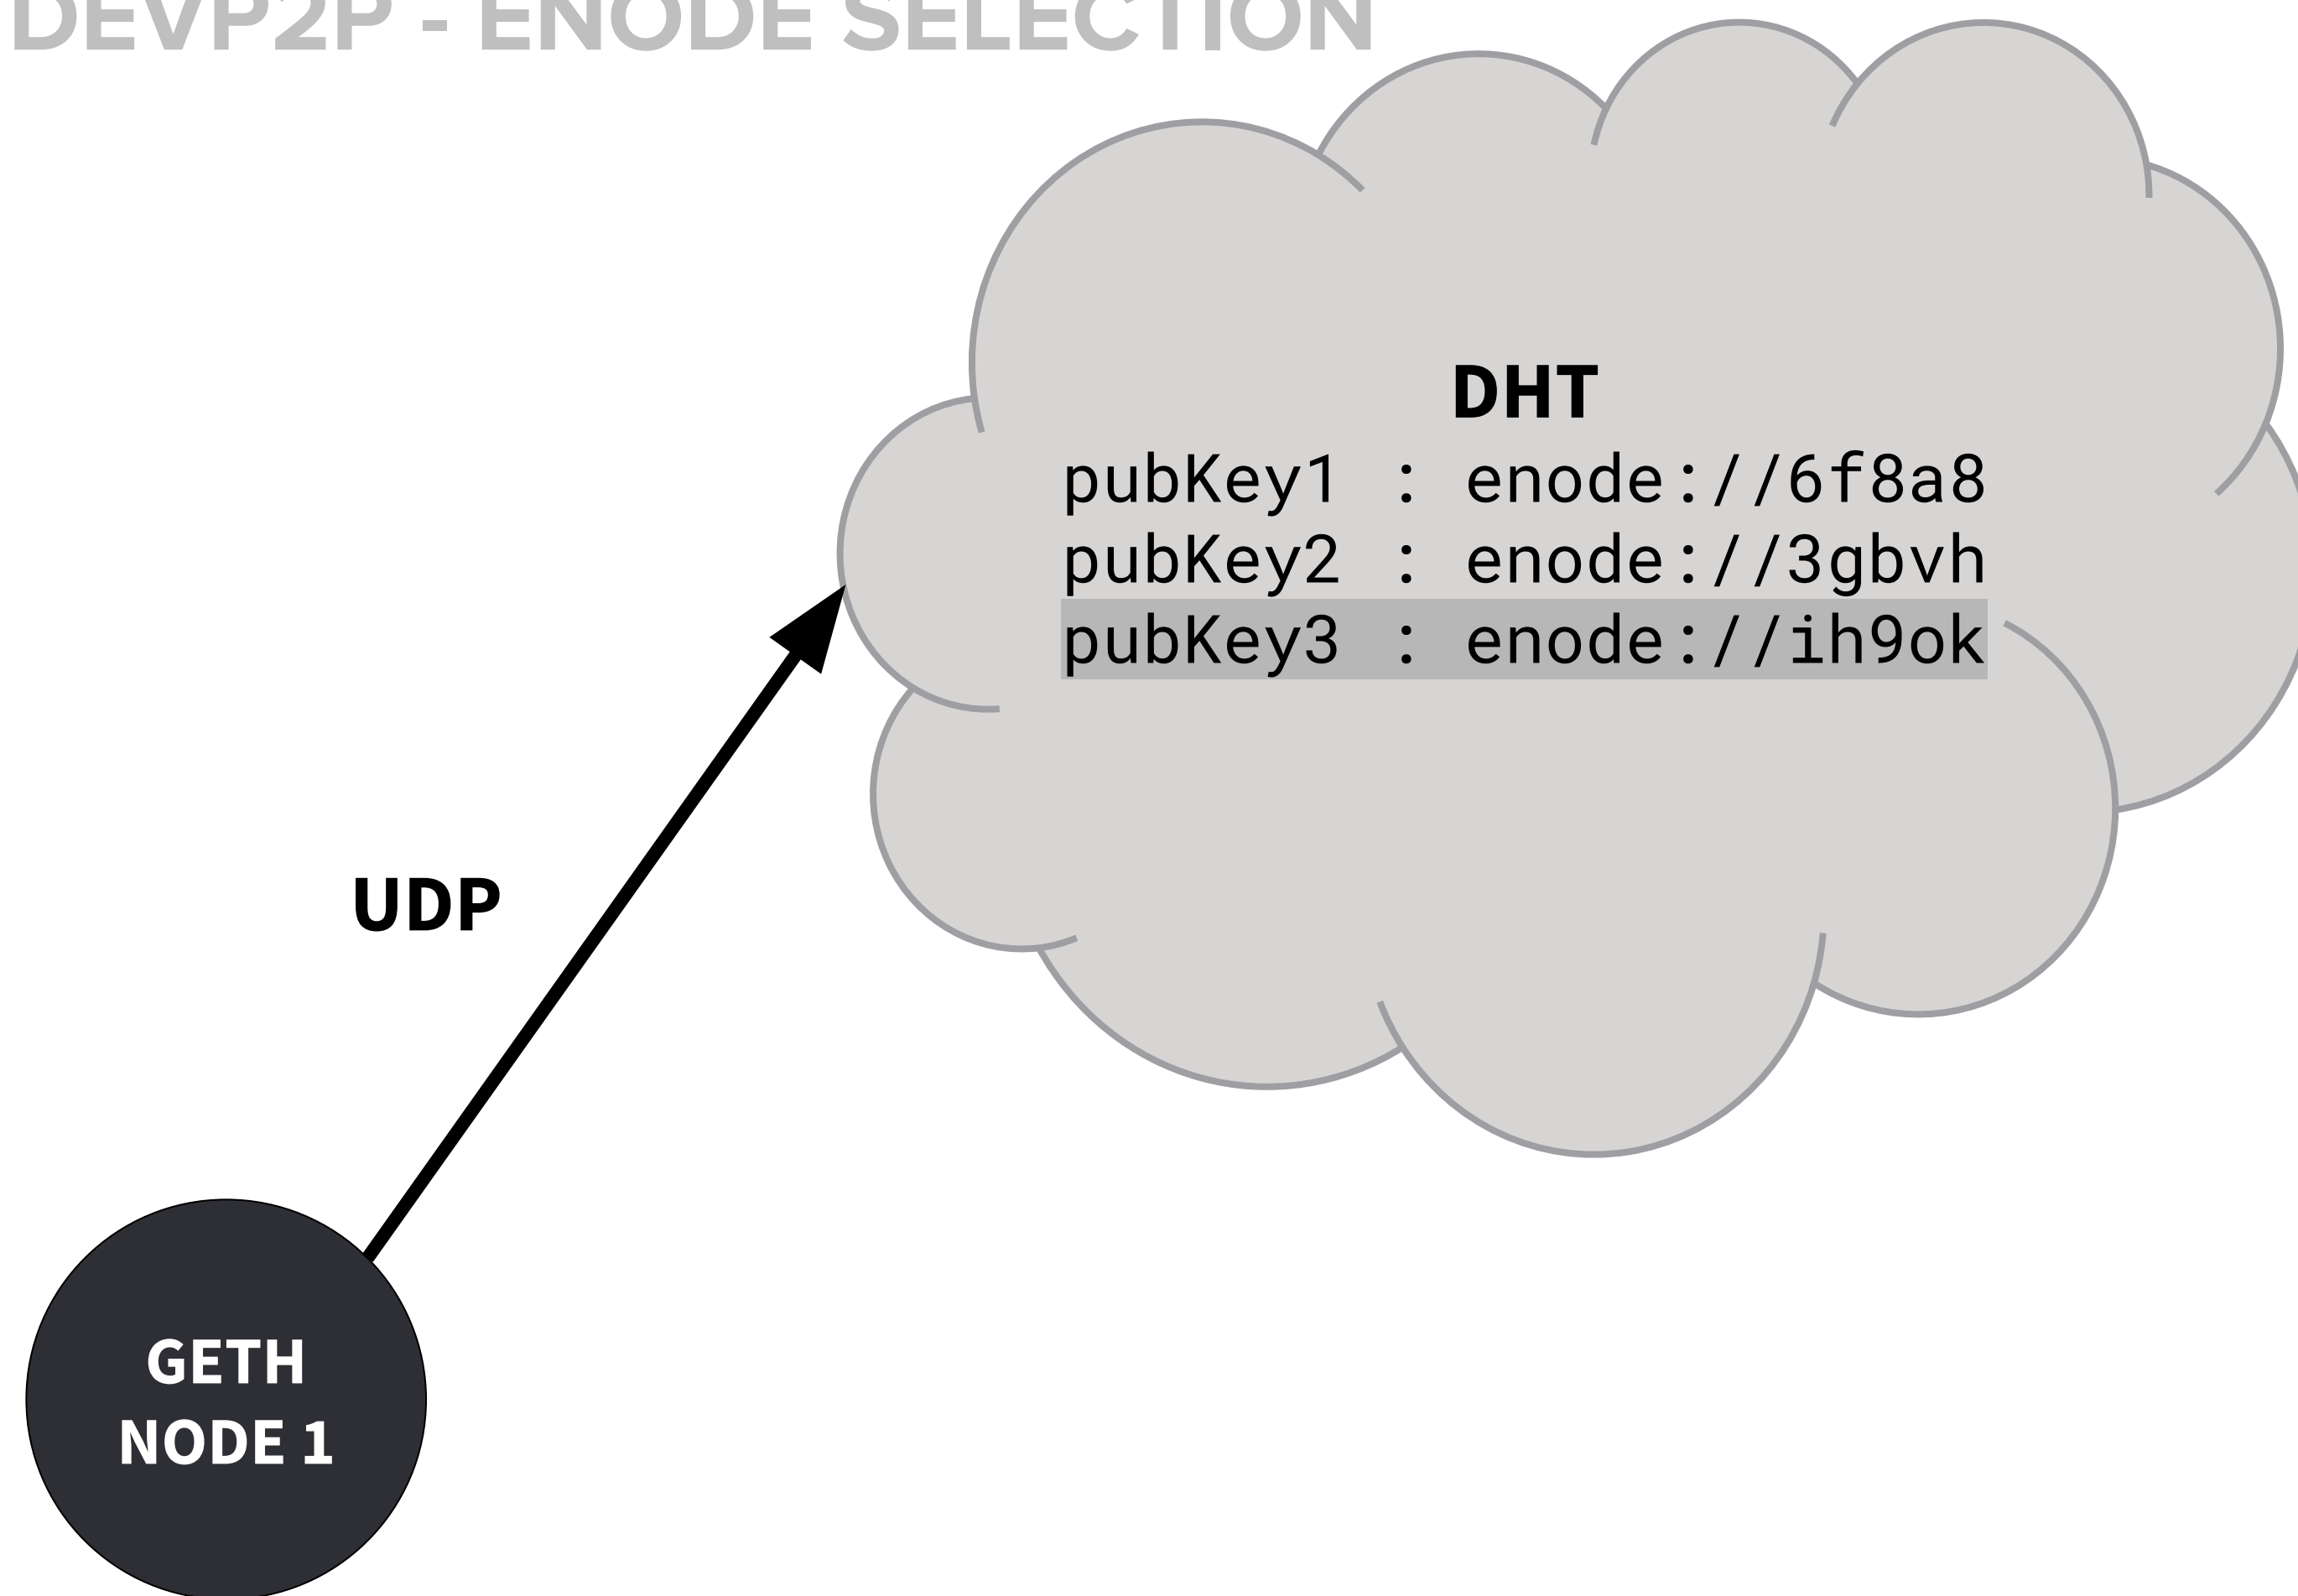 DEVP2P - ENODE SELECTION
DHT
pubKey1 : enode://6f8a8
pubKey2 : enode://3gbvh
pubKey3 : enode://ih9ok
UDP
GETH
NODE 1